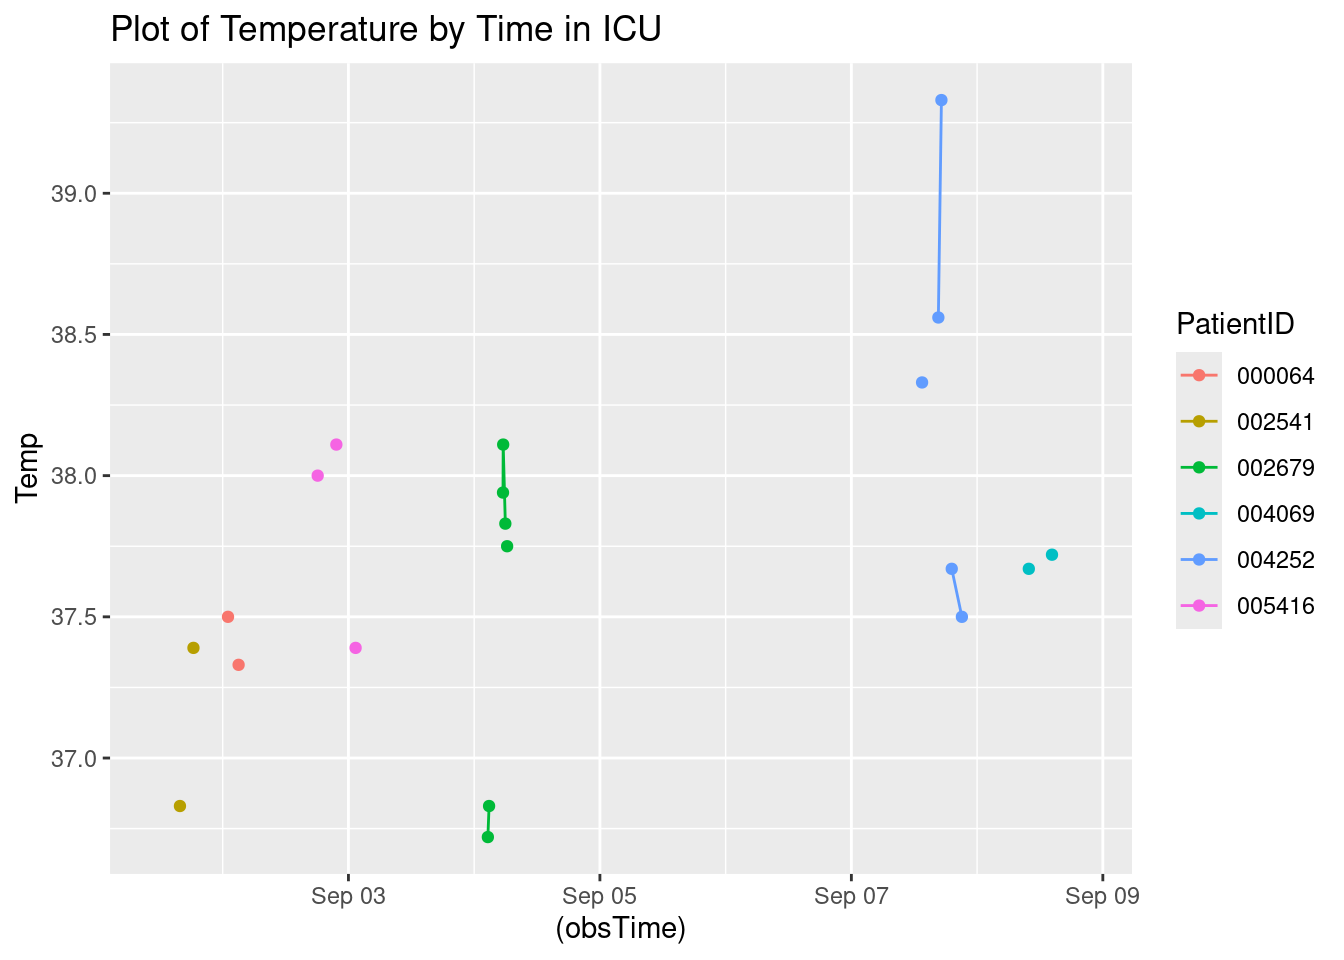 Plot of Temperature by Time in ICU
Temp
39.0
38.5
38.0
37.5
37.0
Sep 03
Sep 05
Sep 07
Sep 09
(obsTime)
PatientID
000064
002541
002679
004069
004252
005416